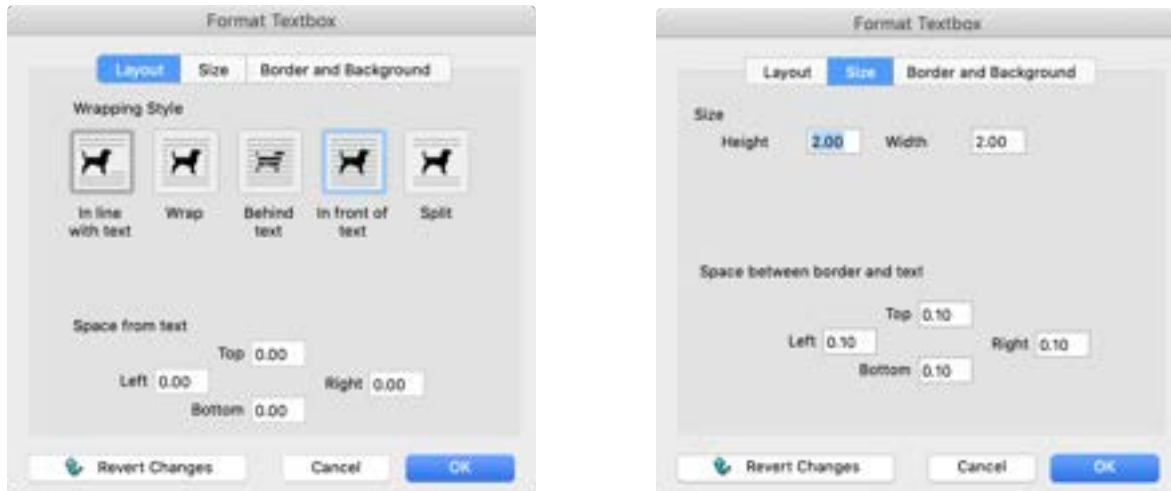 Format Textbox
Layout Size Border and Background
Wrapping Style
In line with text
Wrap
Behind text
In front of text
Split
Space from text
Top 0.00
Left 0.00 Right 0.00
Bottom 0.00
Revert Changes Cancel OK
Format Textbox
Layout Size Border and Background
Size
Height 2.00 Width 2.00
Space between border and text
Top 0.10
Left 0.10 Right 0.10
Bottom 0.10
Revert Changes Cancel OK